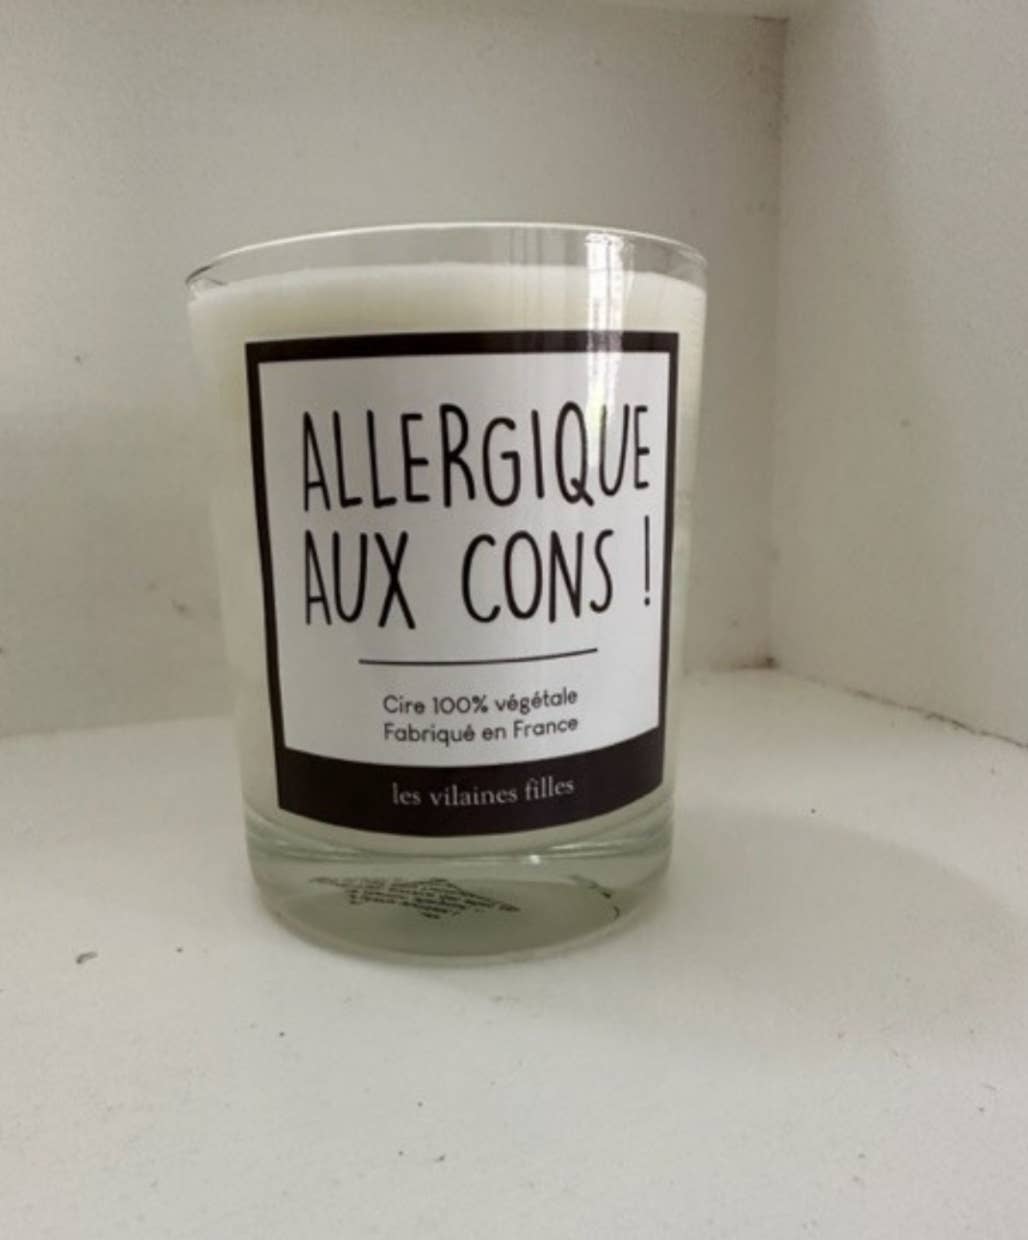 ALLERGIQUE
AUX CONS !
Cire 100% végétale
Fabriqué en France
les vilaines filles